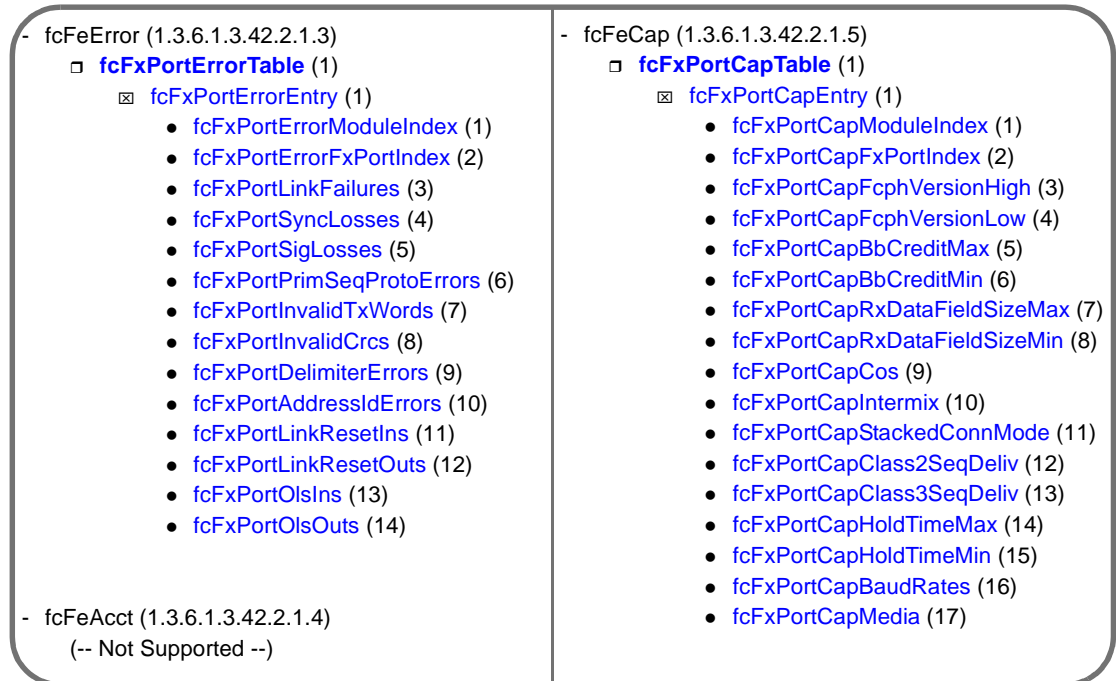 - fcFeError (1.3.6.1.3.42.2.1.3)
❒ fcFxPortErrorTable (1)
☒ fcFxPortErrorEntry (1)
● fcFxPortErrorModuleIndex (1)
● fcFxPortErrorFxPortIndex (2)
● fcFxPortLinkFailures (3)
● fcFxPortSyncLosses (4)
● fcFxPortSigLosses (5)
● fcFxPortPrimSeqProtoErrors (6)
● fcFxPortInvalidTxWords (7)
● fcFxPortInvalidCrcs (8)
● fcFxPortDelimiterErrors (9)
● fcFxPortAddressIdErrors (10)
● fcFxPortLinkResetIns (11)
● fcFxPortLinkResetOuts (12)
● fcFxPortOlsIns (13)
● fcFxPortOlsOuts (14)
- fcFeAcct (1.3.6.1.3.42.2.1.4)
(-- Not Supported --)
- fcFeCap (1.3.6.1.3.42.2.1.5)
❒ fcFxPortCapTable (1)
☒ fcFxPortCapEntry (1)
● fcFxPortCapModuleIndex (1)
● fcFxPortCapFxPortIndex (2)
● fcFxPortCapFcphVersionHigh (3)
● fcFxPortCapFcphVersionLow (4)
● fcFxPortCapBbCreditMax (5)
● fcFxPortCapBbCreditMin (6)
● fcFxPortCapRxDataFieldSizeMax (7)
● fcFxPortCapRxDataFieldSizeMin (8)
● fcFxPortCapCos (9)
● fcFxPortCapIntermix (10)
● fcFxPortCapStackedConnMode (11)
● fcFxPortCapClass2SeqDeliv (12)
● fcFxPortCapClass3SeqDeliv (13)
● fcFxPortCapHoldTimeMax (14)
● fcFxPortCapHoldTimeMin (15)
● fcFxPortCapBaudRates (16)
● fcFxPortCapMedia (17)